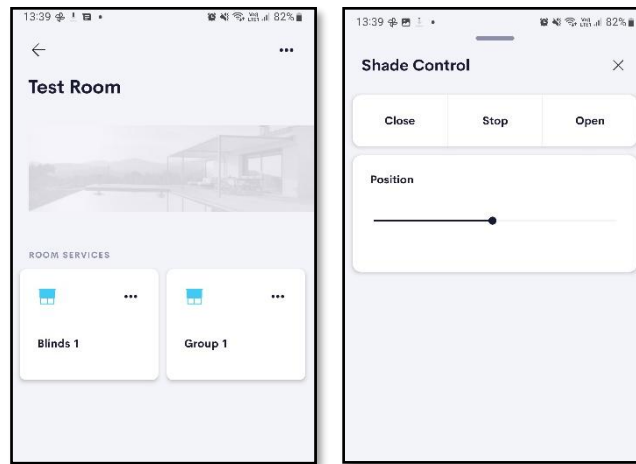 13:39
82%
Test Room
ROOM SERVICES
Blinds 1
Group 1
13:39
82%
Shade Control
Close
Stop
Open
Position